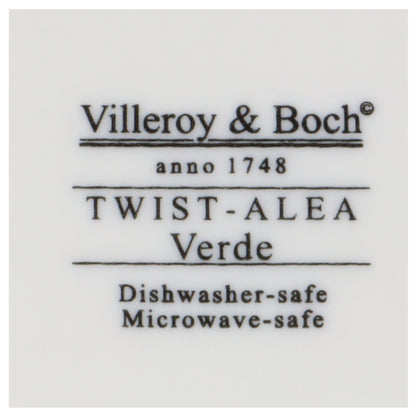 Villeroy & Boch©
anno 1748
TWIST-ALEA
Verde
Dishwasher-safe
Microwave-safe